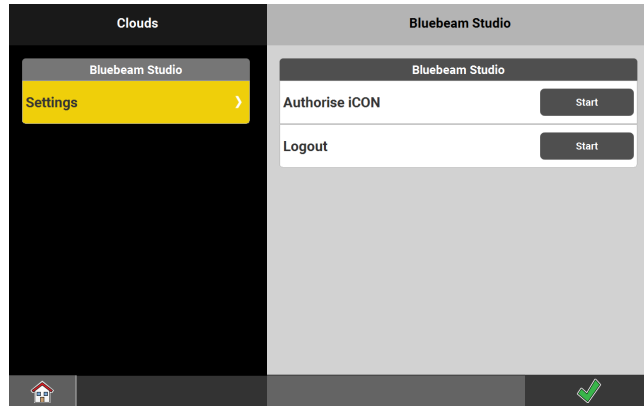 Clouds
Bluebeam Studio
Bluebeam Studio
Settings
Bluebeam Studio
Authorise iCON
Start
Logout
Start